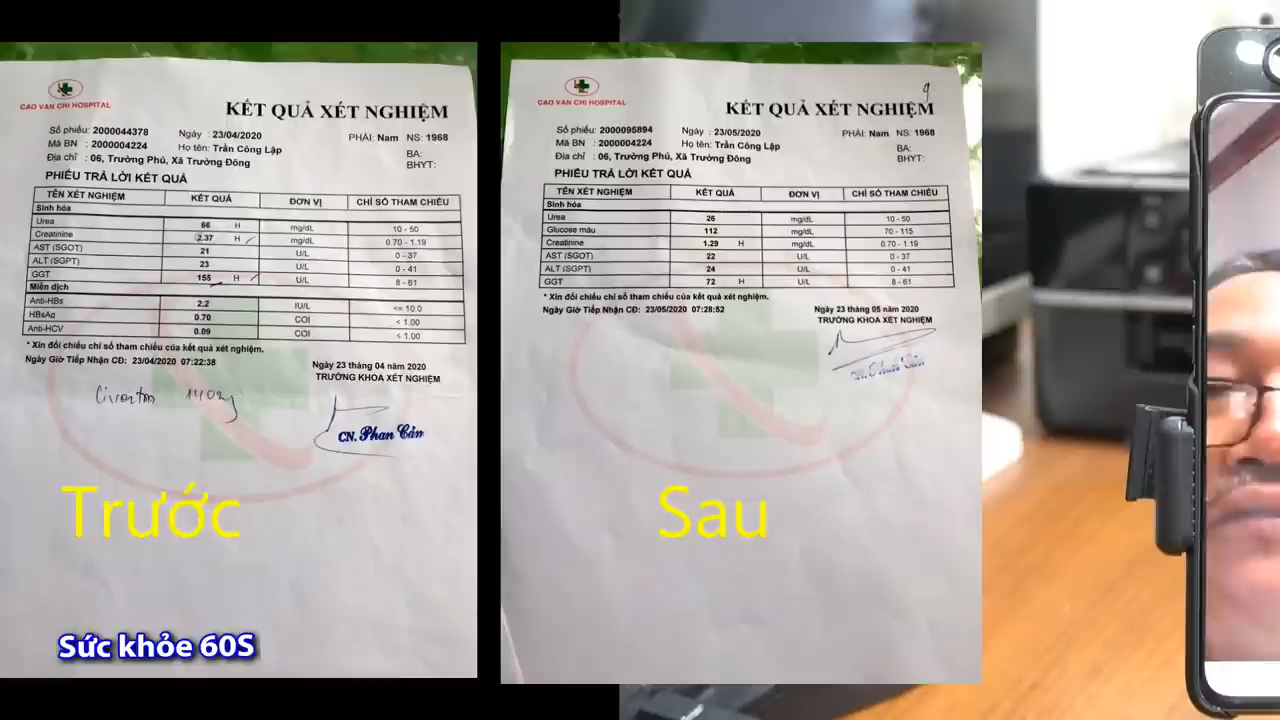 CAO VAN CHI HOSPITAL
KẾT QUẢ XÉT NGHIỆM
Số phiếu: 2000044378 Ngày : 23/04/2020 PHÁI: Nam NS: 1968
Mã BN : 2000004224 Họ tên: Trần Công Lập BA:
Địa chỉ : 06, Trường Phú, Xã Trường Đông BHYT:
PHIẾU TRẢ LỜI KẾT QUẢ
TÊN XÉT NGHIỆM KẾT QUẢ ĐƠN VỊ CHỈ SỐ THAM CHIẾU
Sinh hóa
Urea 66 H mg/dL 10 - 50
Creatinine 2.37 H mg/dL 0.70 - 1.19
AST (SGOT) 21 U/L 0 - 37
ALT (SGPT) 23 U/L 0 - 41
GGT 155 H U/L 8 - 61
Miễn dịch
Anti-HBs 2.2 IU/L <= 10.0
HBsAg 0.70 COI < 1.00
Anti-HCV 0.09 COI < 1.00
* Xin đối chiếu chỉ số tham chiếu của kết quả xét nghiệm.
Ngày Giờ Tiếp Nhận CĐ: 23/04/2020 07:22:38
Ngày 23 tháng 04 năm 2020
TRƯỞNG KHOA XÉT NGHIỆM
140mg
CN. Phan Cản
Trước
Sức khỏe 60S
9
CAO VAN CHI HOSPITAL
KẾT QUẢ XÉT NGHIỆM
Số phiếu: 2000095894 Ngày : 23/05/2020 PHÁI: Nam NS: 1968
Mã BN : 2000004224 Họ tên: Trần Công Lập BA:
Địa chỉ : 06, Trường Phú, Xã Trường Đông BHYT:
PHIẾU TRẢ LỜI KẾT QUẢ
TÊN XÉT NGHIỆM KẾT QUẢ ĐƠN VỊ CHỈ SỐ THAM CHIẾU
Sinh hóa
Urea 26 mg/dL 10 - 50
Glucose máu 112 mg/dL 70 - 115
Creatinine 1.29 H mg/dL 0.70 - 1.19
AST (SGOT) 22 U/L 0 - 37
ALT (SGPT) 24 U/L 0 - 41
GGT 72 H U/L 8 - 61
* Xin đối chiếu chỉ số tham chiếu của kết quả xét nghiệm.
Ngày Giờ Tiếp Nhận CĐ: 23/05/2020 07:28:52
Ngày 23 tháng 05 năm 2020
TRƯỞNG KHOA XÉT NGHIỆM
Sau